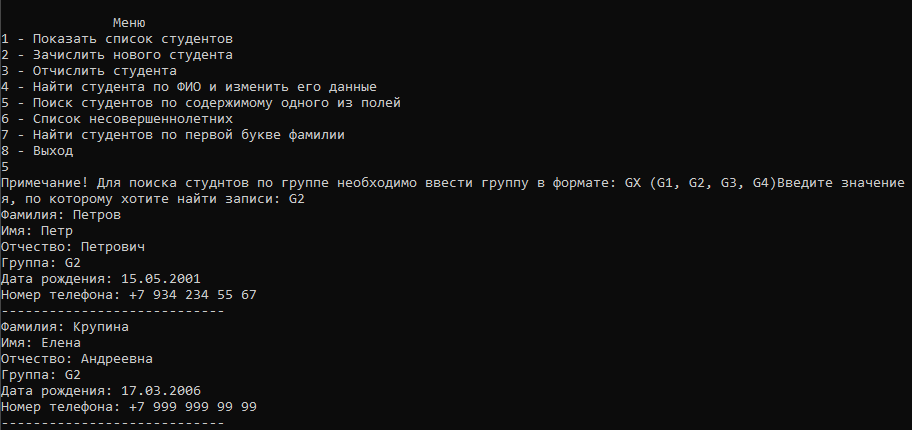 Меню
1 - Показать список студентов
2 - Зачислить нового студента
3 - Отчислить студента
4 - Найти студента по ФИО и изменить его данные
5 - Поиск студентов по содержимому одного из полей
6 - Список несовершеннолетних
7 - Найти студентов по первой букве фамилии
8 - Выход
5
Примечание! Для поиска студнтов по группе необходимо ввести группу в формате: GX (G1, G2, G3, G4)Введите значение
я, по которому хотите найти записи: G2
Фамилия: Петров
Имя: Петр
Отчество: Петрович
Группа: G2
Дата рождения: 15.05.2001
Номер телефона: +7 934 234 55 67
----------------------------
Фамилия: Крупина
Имя: Елена
Отчество: Андреевна
Группа: G2
Дата рождения: 17.03.2006
Номер телефона: +7 999 999 99 99
----------------------------